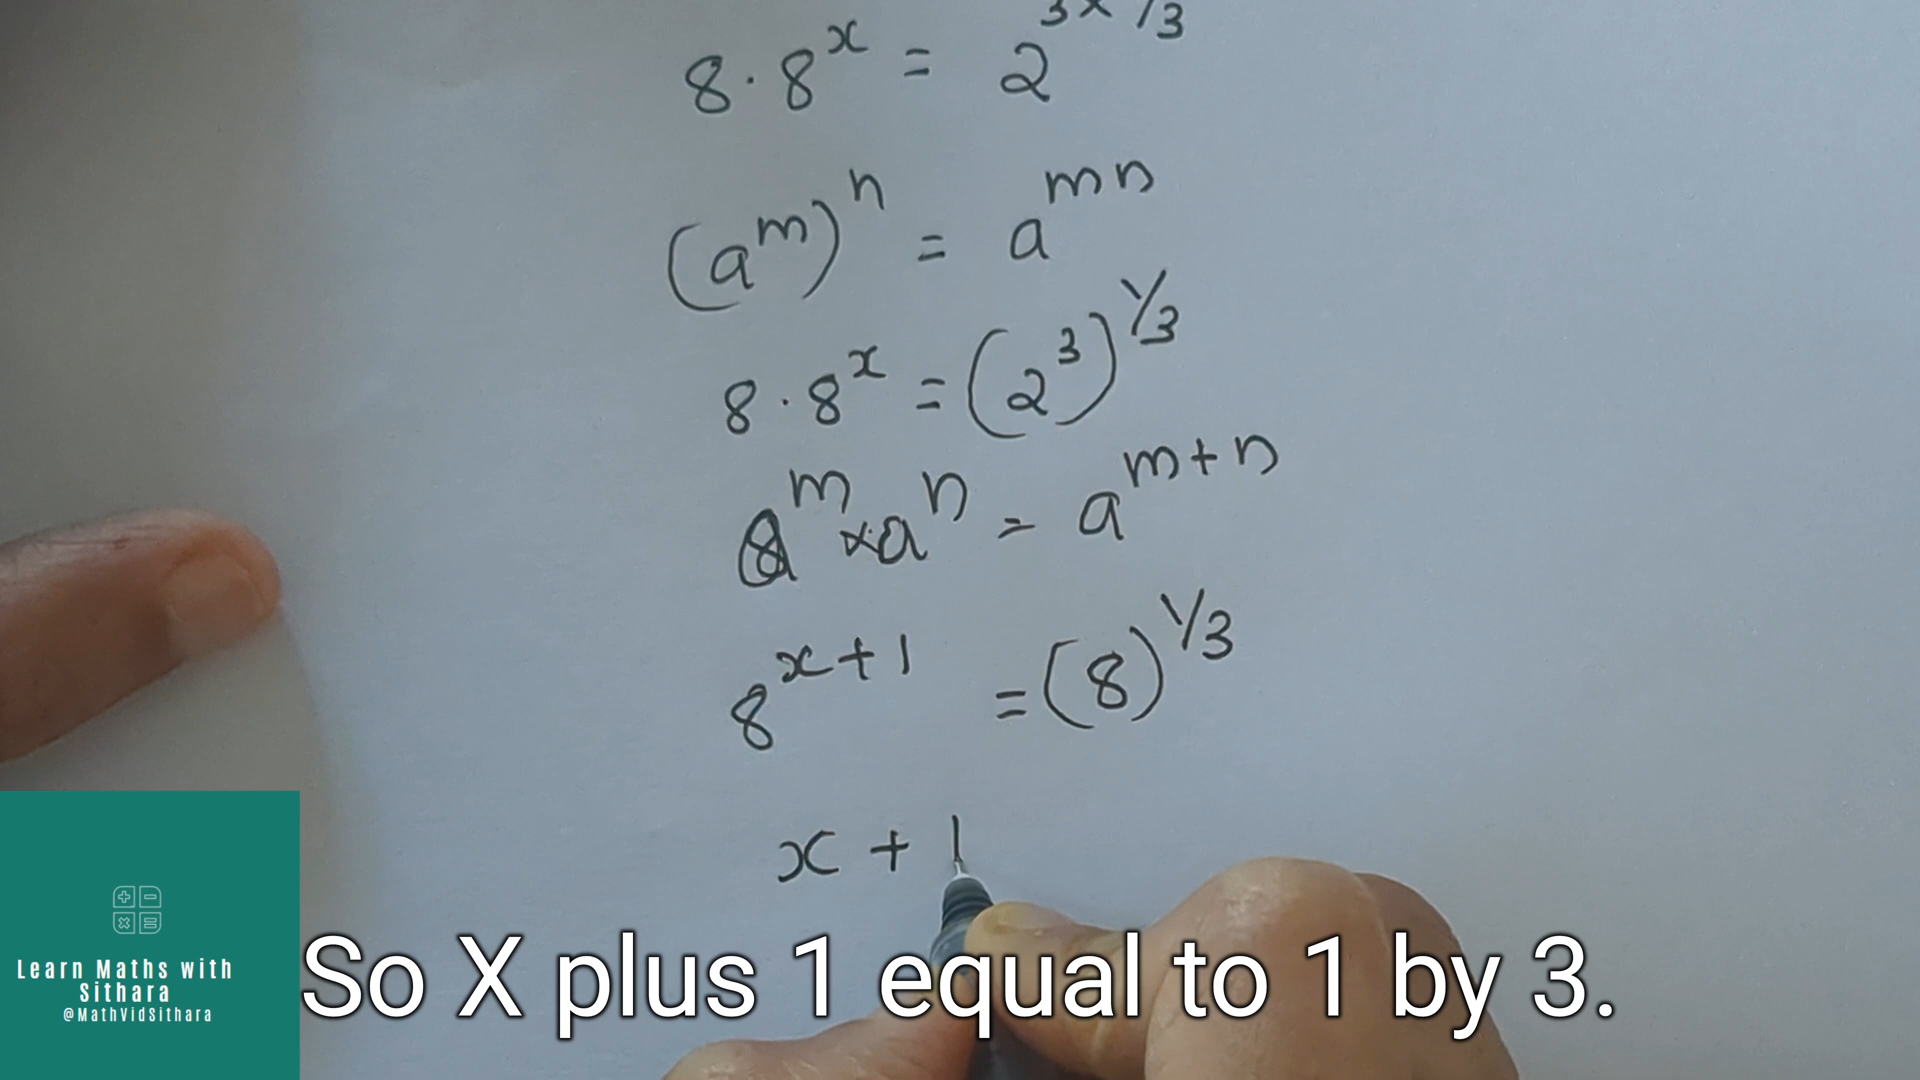 8 · 8^x = 2^3×1/3
(a^m)^n = a^mn
8 · 8^x = (2^3)^1/3
a^m × a^n = a^m+n
8^x+1 = (8)^1/3
x + 1
Learn Maths with
Sithara
@MathVidSithara
So X plus 1 equal to 1 by 3.